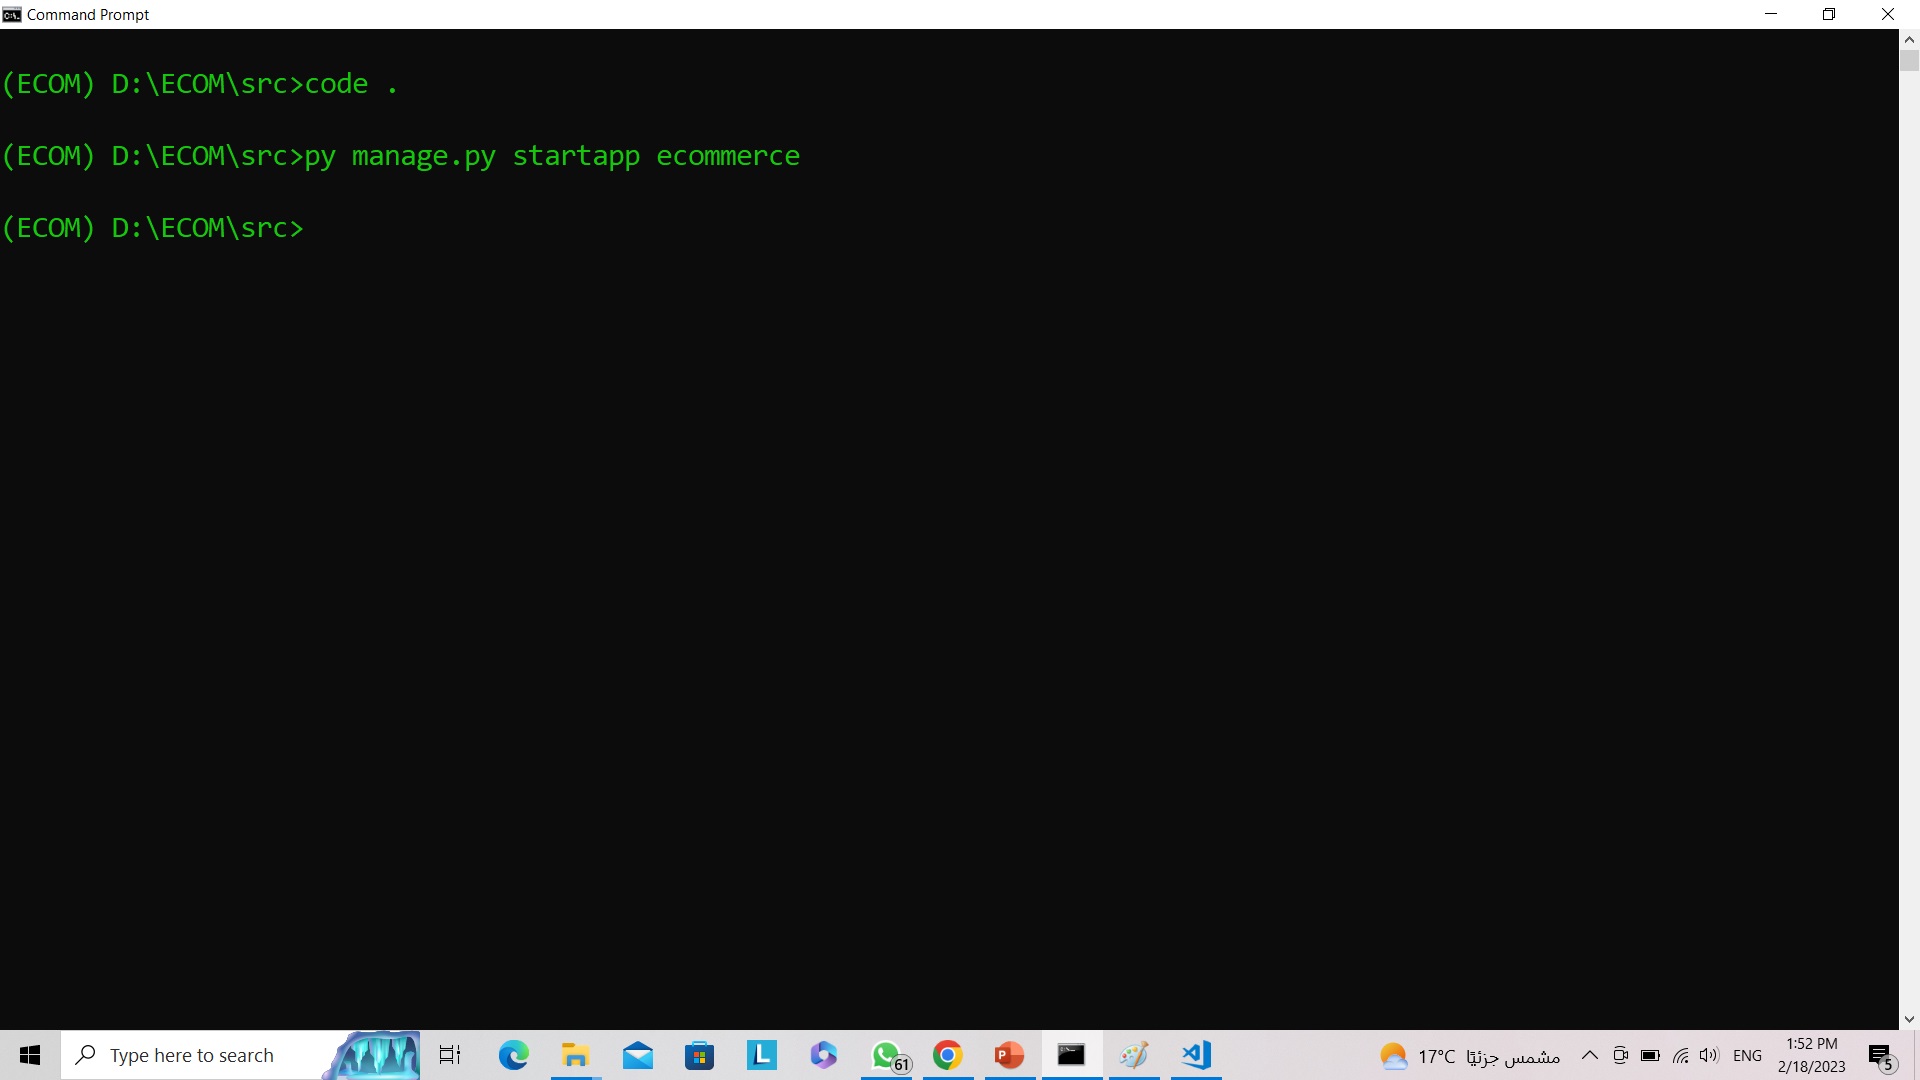 Command Prompt
(ECOM) D:\ECOM\src>code .
(ECOM) D:\ECOM\src>py manage.py startapp ecommerce
(ECOM) D:\ECOM\src>
Type here to search
61
17°C مشمس جزئيًا
ENG
1:52 PM
2/18/2023
5